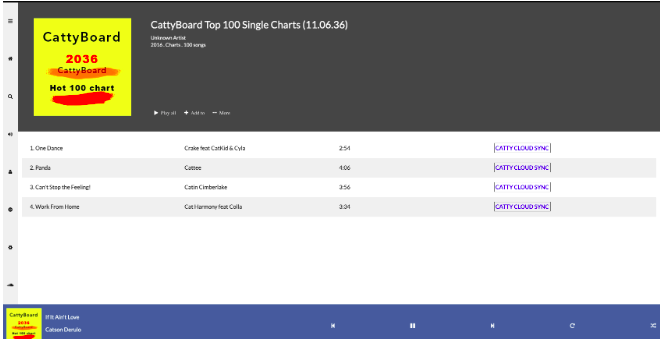 CattyBoard
2036
CattyBoard
Hot 100 chart
CattyBoard Top 100 Single Charts (11.06.36)
Unknown Artist
2016 . Charts . 100 songs
Play all Add to More
1. One Dance Crake feat CatKid & Cyla 2:54 CATTY CLOUD SYNC
2. Panda Cattee 4:06 CATTY CLOUD SYNC
3. Can't Stop the Feeling! Catin Cimberlake 3:56 CATTY CLOUD SYNC
4. Work From Home Cat Harmony feat Colla 3:34 CATTY CLOUD SYNC
CattyBoard
2036
CattyBoard
Hot 100 chart
If It Ain't Love
Catson Derulo